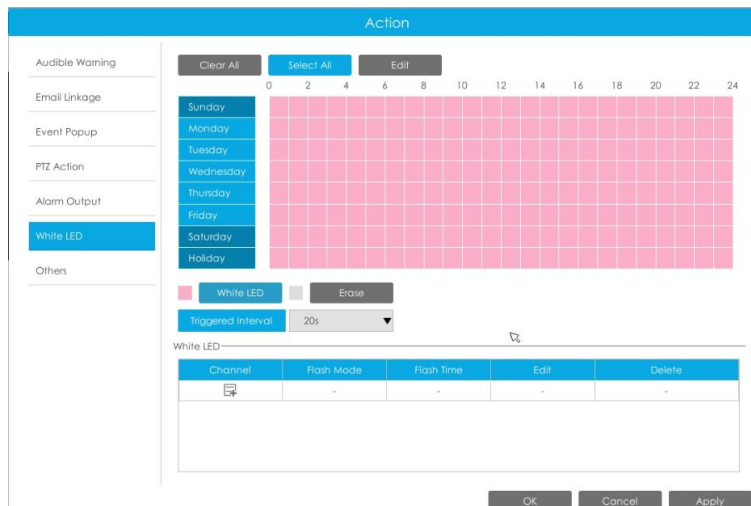 Action
Audible Warning
Email Linkage
Event Popup
PTZ Action
Alarm Output
White LED
Others
Clear All Select All Edit
0 2 4 6 8 10 12 14 16 18 20 22 24
Sunday
Monday
Tuesday
Wednesday
Thursday
Friday
Saturday
Holiday
White LED Erase
Triggered Interval 20s
White LED
Channel Flash Mode Flash Time Edit Delete
- - - -
OK Cancel Apply